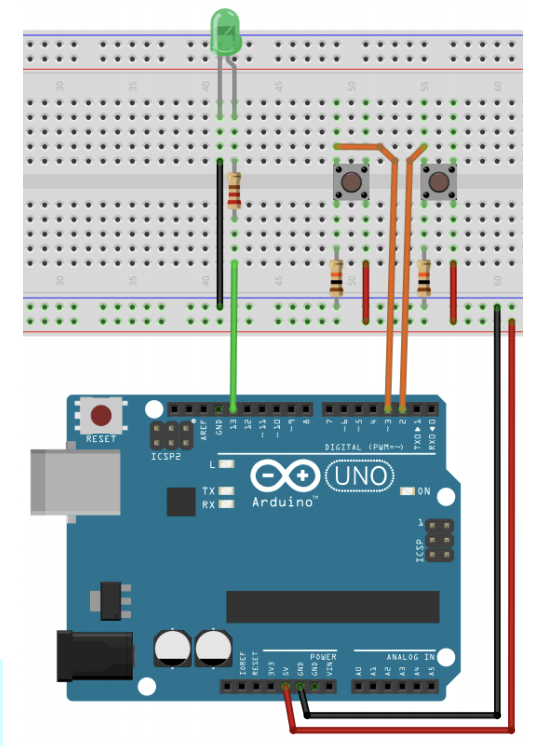 30 35 40 45 50 55 60
30 35 40 45 50 55 60
RESET
ICSP2
AREF
GND
13
12
~11
~10
~9
8
7
~6
~5
4
~3
2
TXD 1
RXD 0
DIGITAL (PWM=~)
L
TX
RX
Arduino™
UNO
ON
1
ICSP
IOREF
RESET
3V3
5V
GND
GND
VIN
POWER
ANALOG IN
A0
A1
A2
A3
A4
A5